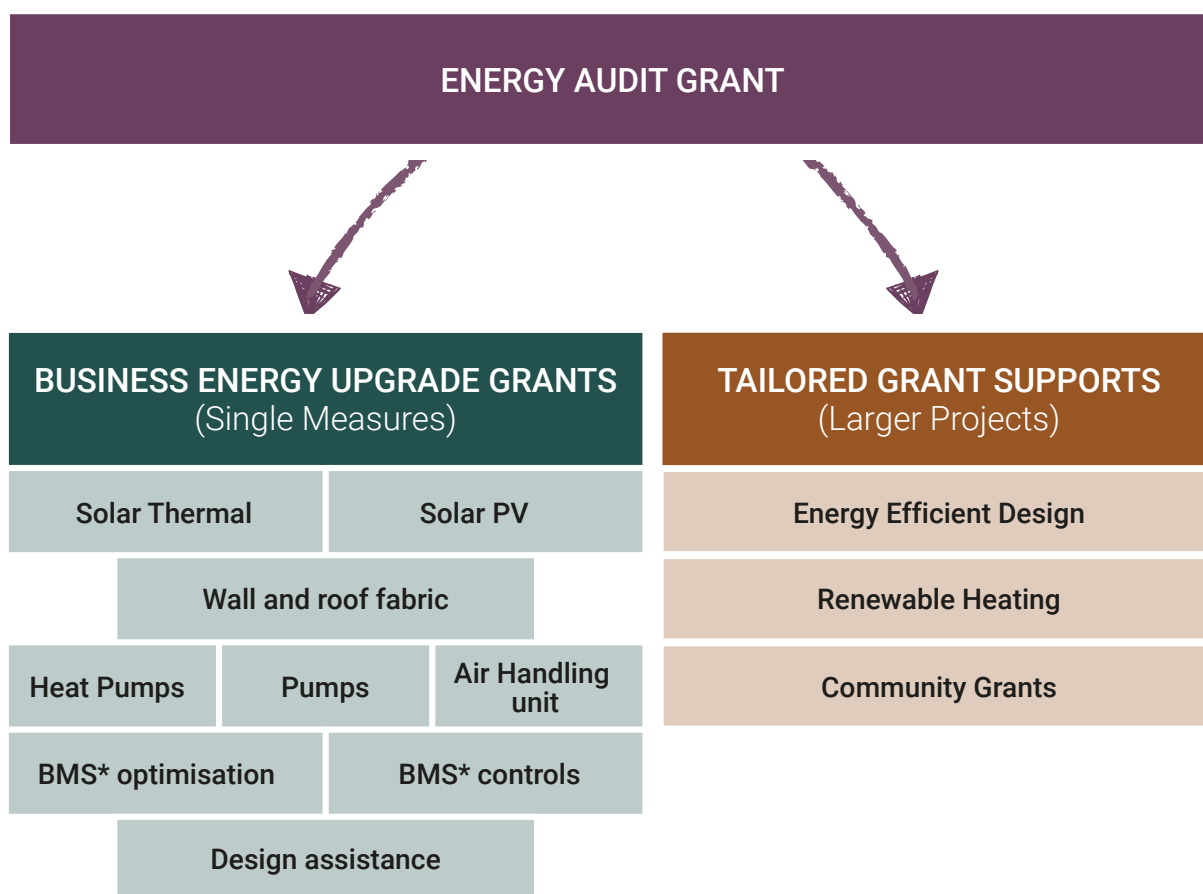 ENERGY AUDIT GRANT
BUSINESS ENERGY UPGRADE GRANTS
(Single Measures)
Solar Thermal
Solar PV
Wall and roof fabric
Heat Pumps
Pumps
Air Handling
unit
BMS* optimisation
BMS* controls
Design assistance
TAILORED GRANT SUPPORTS
(Larger Projects)
Energy Efficient Design
Renewable Heating
Community Grants